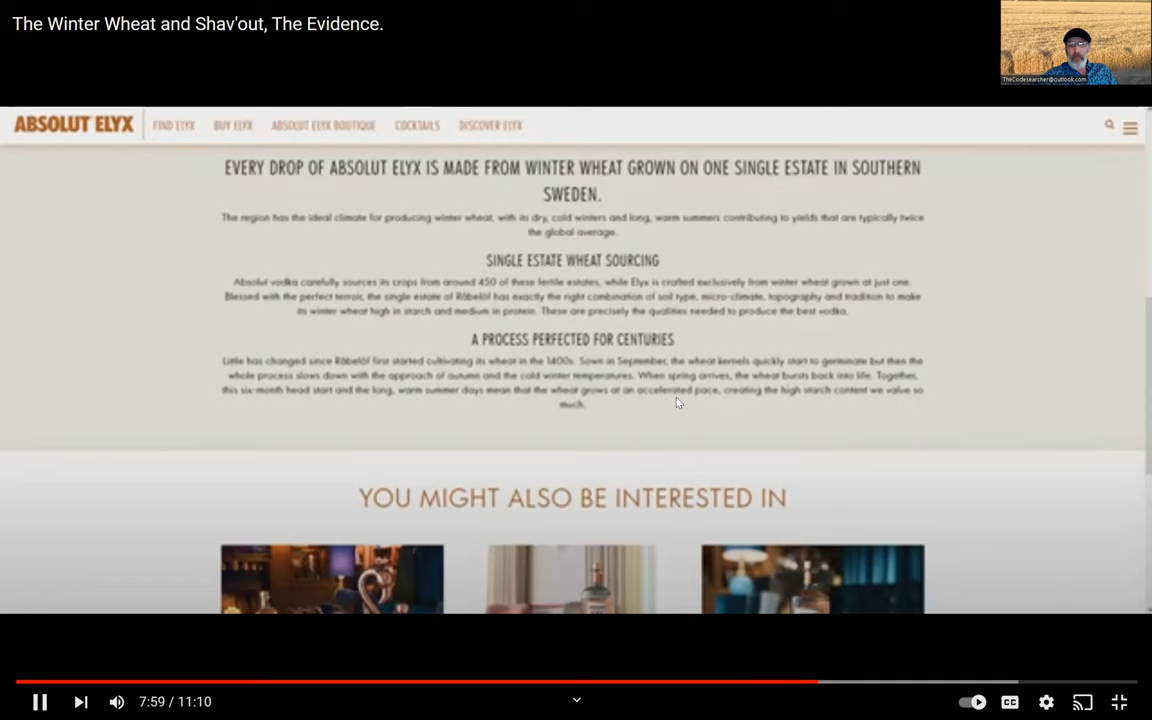 The Winter Wheat and Shav'out, The Evidence.
TheCodesearcher@outlook.com
ABSOLUT ELYX FIND ELYX BUY ELYX ABSOLUT ELYX BOUTIQUE COCKTAILS DISCOVER ELYX
EVERY DROP OF ABSOLUT ELYX IS MADE FROM WINTER WHEAT GROWN ON ONE SINGLE ESTATE IN SOUTHERN
SWEDEN.
The region has the ideal climate for producing winter wheat, with its dry, cold winters and long, warm summers contributing to yields that are typically twice
the global average.
SINGLE ESTATE WHEAT SOURCING
Absolut vodka carefully sources its crops from around 450 of these fertile estates, while Elyx is crafted exclusively from winter wheat grown at just one.
Blessed with the perfect terroir, the single estate of Råbelöf has exactly the right combination of soil type, micro-climate, topography and tradition to make
its winter wheat high in starch and medium in protein. These are precisely the qualities needed to produce the best vodka.
A PROCESS PERFECTED FOR CENTURIES
Little has changed since Råbelöf first started cultivating its wheat in the 1400s. Sown in September, the wheat kernels quickly start to germinate but then the
whole process slows down with the approach of autumn and the cold winter temperatures. When spring arrives, the wheat bursts back into life. Together,
this six-month head start and the long, warm summer days mean that the wheat grows at an accelerated pace, creating the high starch content we value so
much.
YOU MIGHT ALSO BE INTERESTED IN
7:59 / 11:10
CC